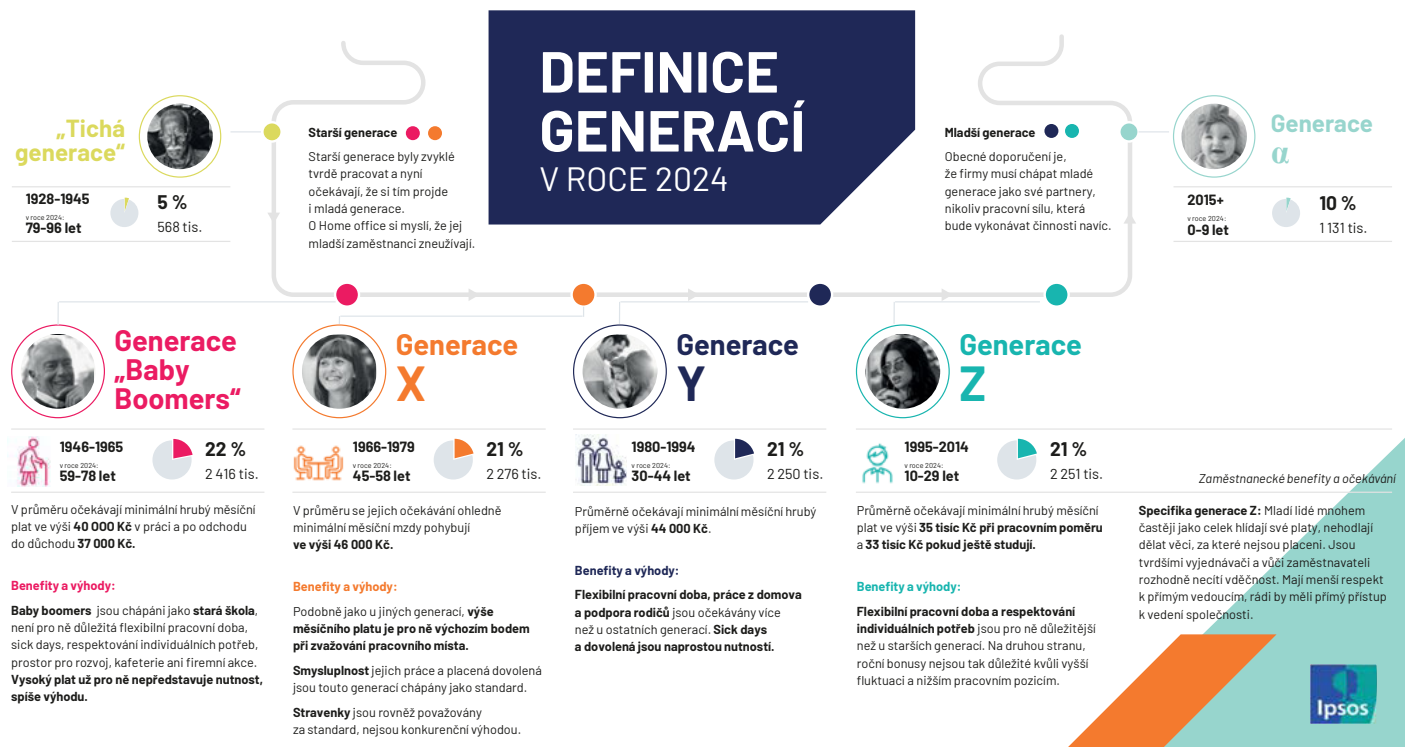 DEFINICE
GENERACÍ
V ROCE 2024
„Tichá
generace“
1928-1945
v roce 2024:
79-96 let
5 %
568 tis.
Starší generace
Starší generace byly zvyklé
tvrdě pracovat a nyní
očekávají, že si tím projde
i mladá generace.
O Home office si myslí, že jej
mladší zaměstnanci zneužívají.
Mladší generace
Obecné doporučení je,
že firmy musí chápat mladé
generace jako své partnery,
nikoliv pracovní sílu, která
bude vykonávat činnosti navíc.
Generace
α
2015+
v roce 2024:
0-9 let
10 %
1 131 tis.
Generace
„Baby
Boomers“
1946-1965
v roce 2024:
59-78 let
22 %
2 416 tis.
V průměru očekávají minimální hrubý měsíční
plat ve výši 40 000 Kč v práci a po odchodu
do důchodu 37 000 Kč.
Benefity a výhody:
Baby boomers jsou chápáni jako stará škola,
není pro ně důležitá flexibilní pracovní doba,
sick days, respektování individuálních potřeb,
prostor pro rozvoj, kafeterie ani firemní akce.
Vysoký plat už pro ně nepředstavuje nutnost,
spíše výhodu.
Generace
X
1966-1979
v roce 2024:
45-58 let
21 %
2 276 tis.
V průměru se jejich očekávání ohledně
minimální měsíční mzdy pohybují
ve výši 46 000 Kč.
Benefity a výhody:
Podobně jako u jiných generací, výše
měsíčního platu je pro ně výchozím bodem
při zvažování pracovního místa.
Smysluplnost jejich práce a placená dovolená
jsou touto generací chápány jako standard.
Stravenky jsou rovněž považovány
za standard, nejsou konkurenční výhodou.
Generace
Y
1980-1994
v roce 2024:
30-44 let
21 %
2 250 tis.
Průměrně očekávají minimální měsíční hrubý
příjem ve výši 44 000 Kč.
Benefity a výhody:
Flexibilní pracovní doba, práce z domova
a podpora rodičů jsou očekávány více
než u ostatních generací. Sick days
a dovolená jsou naprostou nutností.
Generace
Z
1995-2014
v roce 2024:
10-29 let
21 %
2 251 tis.
Průměrně očekávají minimální hrubý měsíční
plat ve výši 35 tisíc Kč při pracovním poměru
a 33 tisíc Kč pokud ještě studují.
Benefity a výhody:
Flexibilní pracovní doba a respektování
individuálních potřeb jsou pro ně důležitější
než u starších generací. Na druhou stranu,
roční bonusy nejsou tak důležité kvůli vyšší
fluktuaci a nižším pracovním pozicím.
Zaměstnanecké benefity a očekávání
Specifika generace Z: Mladí lidé mnohem
častěji jako celek hlídají své platy, nehodlají
dělat věci, za které nejsou placeni. Jsou
tvrdšími vyjednávači a vůči zaměstnavateli
rozhodně necítí vděčnost. Mají menší respekt
k přímým vedoucím, rádi by měli přímý přístup
k vedení společnosti.
Ipsos